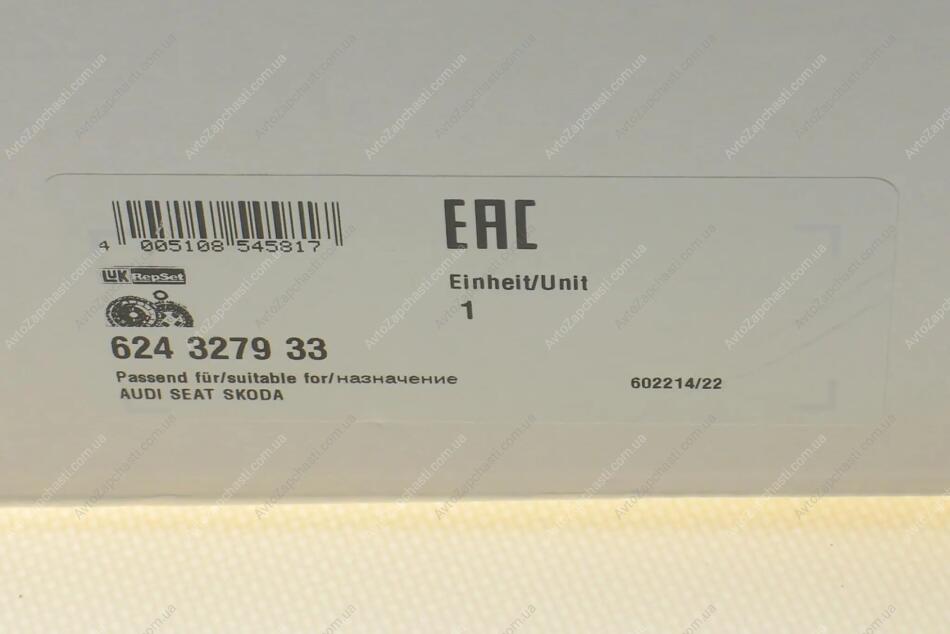 EAC
4 005108 545817
LUK RepSet
Einheit/Unit
1
624 3279 33
Passend für/suitable for/назначение
AUDI SEAT SKODA
602214/22
AvtoZapchasti.com.ua